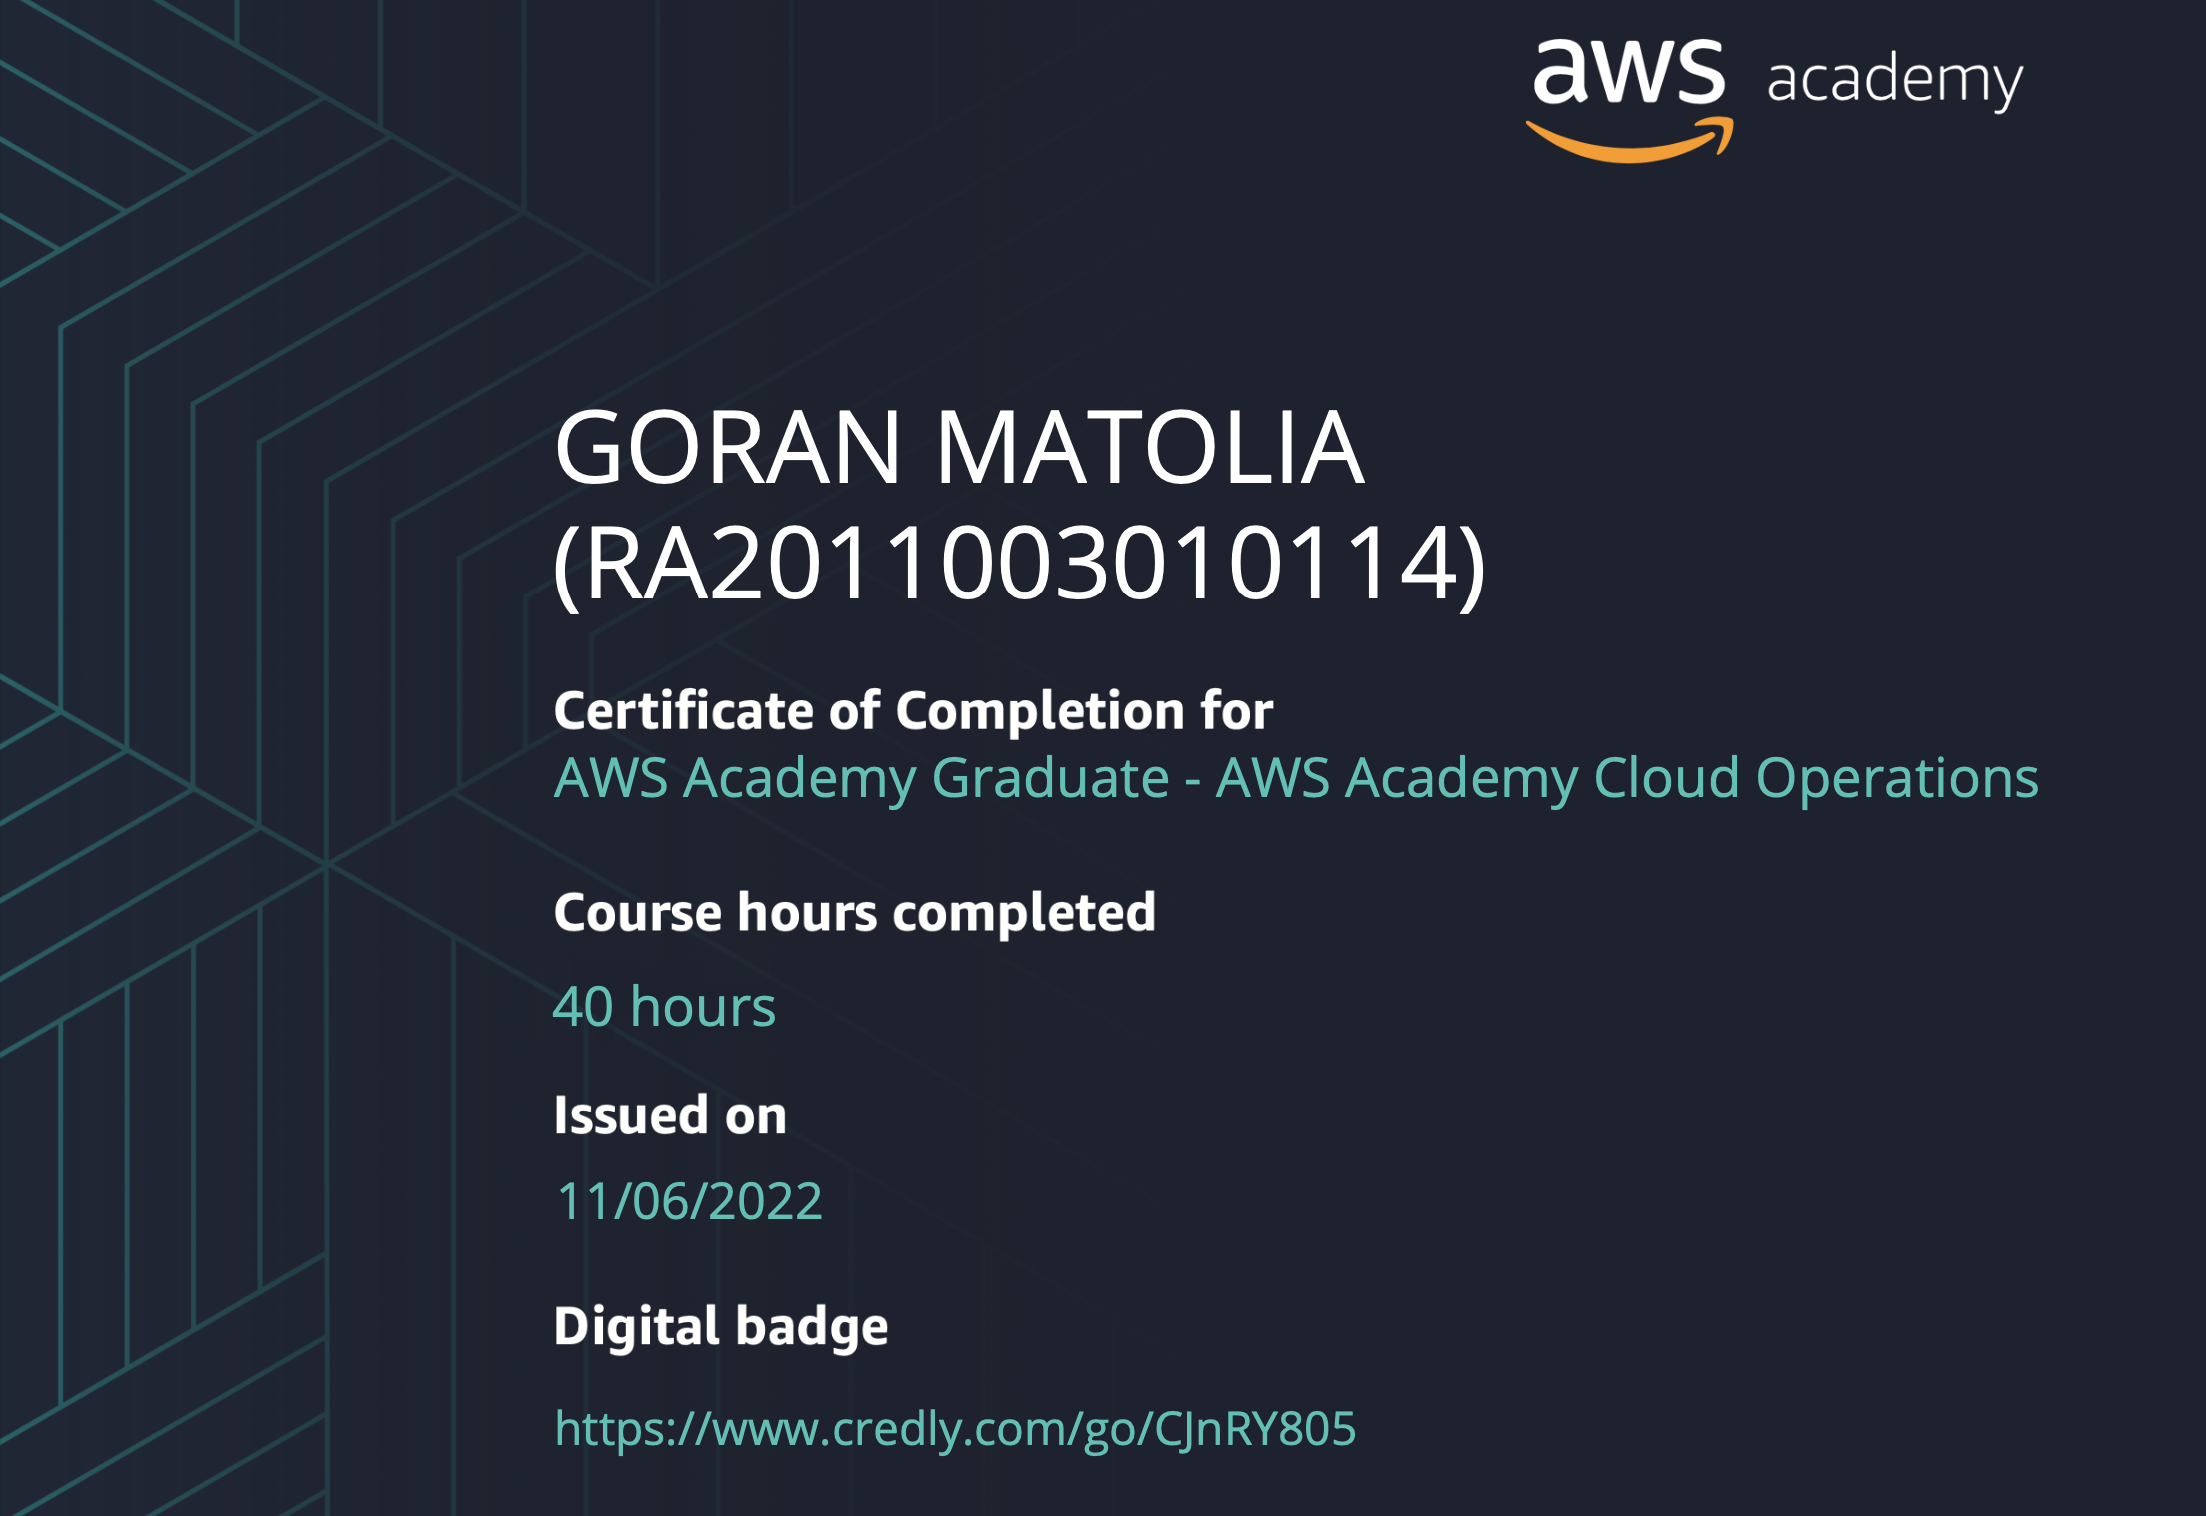 aws academy
GORAN MATOLIA
(RA2011003010114)
Certificate of Completion for
AWS Academy Graduate - AWS Academy Cloud Operations
Course hours completed
40 hours
Issued on
11/06/2022
Digital badge
https://www.credly.com/go/CJnRY805